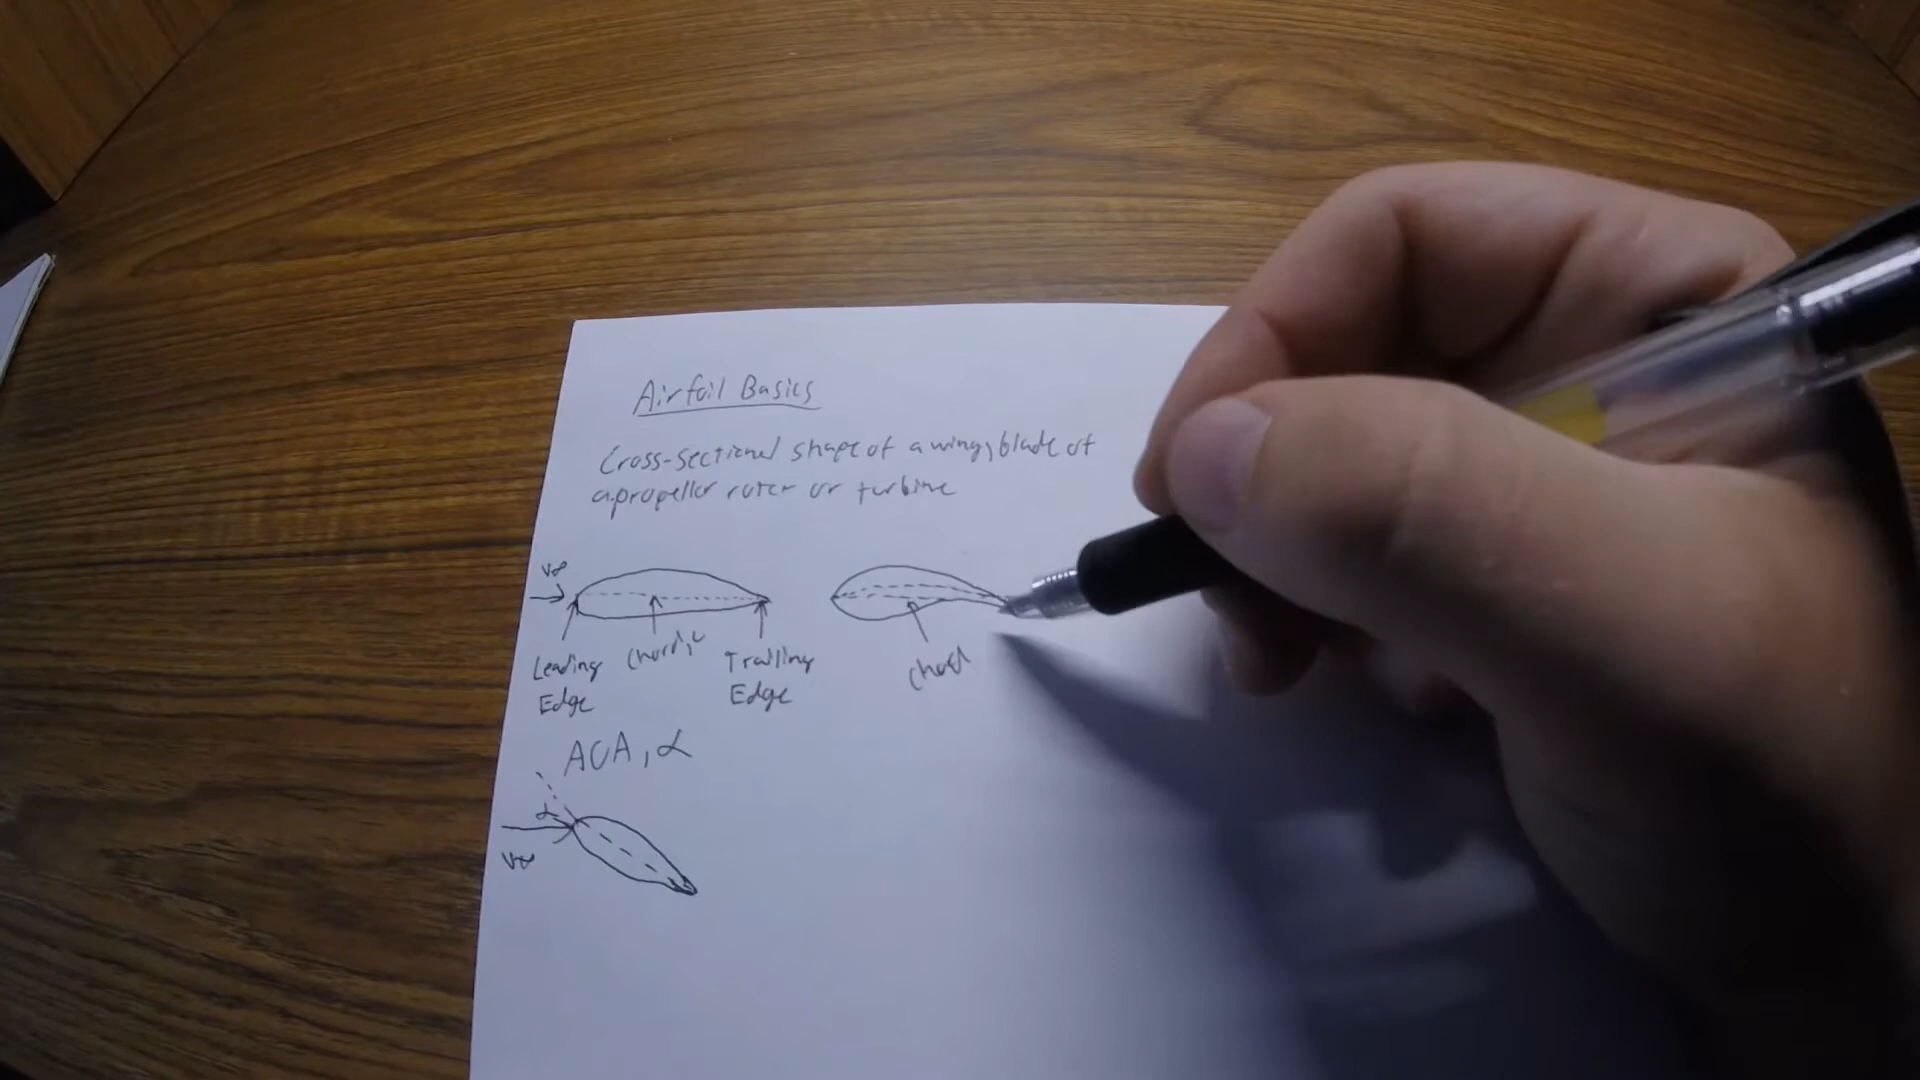 Airfoil Basics
Cross-sectional shape of a wing, blade of
a propeller rotor or turbine
V∞
Leading
Edge
Chord, c
Trailing
Edge
chord
AOA, α
α
V∞